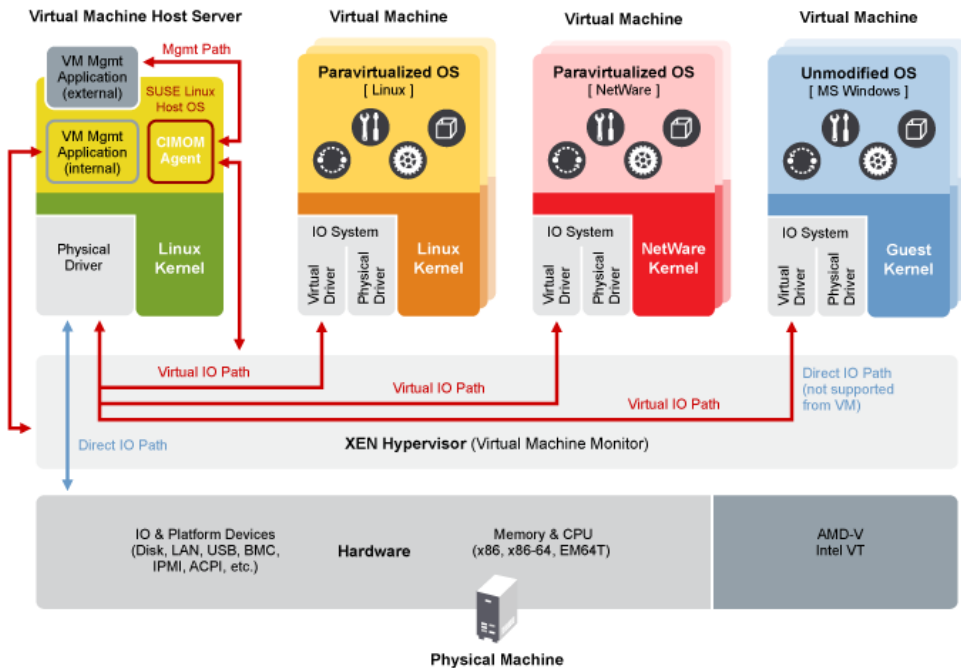 Virtual Machine Host Server
Virtual Machine
Virtual Machine
Virtual Machine
Mgmt Path
VM Mgmt
Application
(external)
SUSE Linux
Host OS
VM Mgmt
Application
(internal)
CIMOM
Agent
Physical
Driver
Linux
Kernel
Paravirtualized OS
[ Linux ]
IO System
Virtual
Driver
Physical
Driver
Linux
Kernel
Paravirtualized OS
[ NetWare ]
IO System
Virtual
Driver
Physical
Driver
NetWare
Kernel
Unmodified OS
[ MS Windows ]
IO System
Virtual
Driver
Physical
Driver
Guest
Kernel
Virtual IO Path
Virtual IO Path
Virtual IO Path
Direct IO Path
(not supported
from VM)
Direct IO Path
XEN Hypervisor (Virtual Machine Monitor)
IO & Platform Devices
(Disk, LAN, USB, BMC,
IPMI, ACPI, etc.)
Hardware
Memory & CPU
(x86, x86-64, EM64T)
AMD-V
Intel VT
Physical Machine